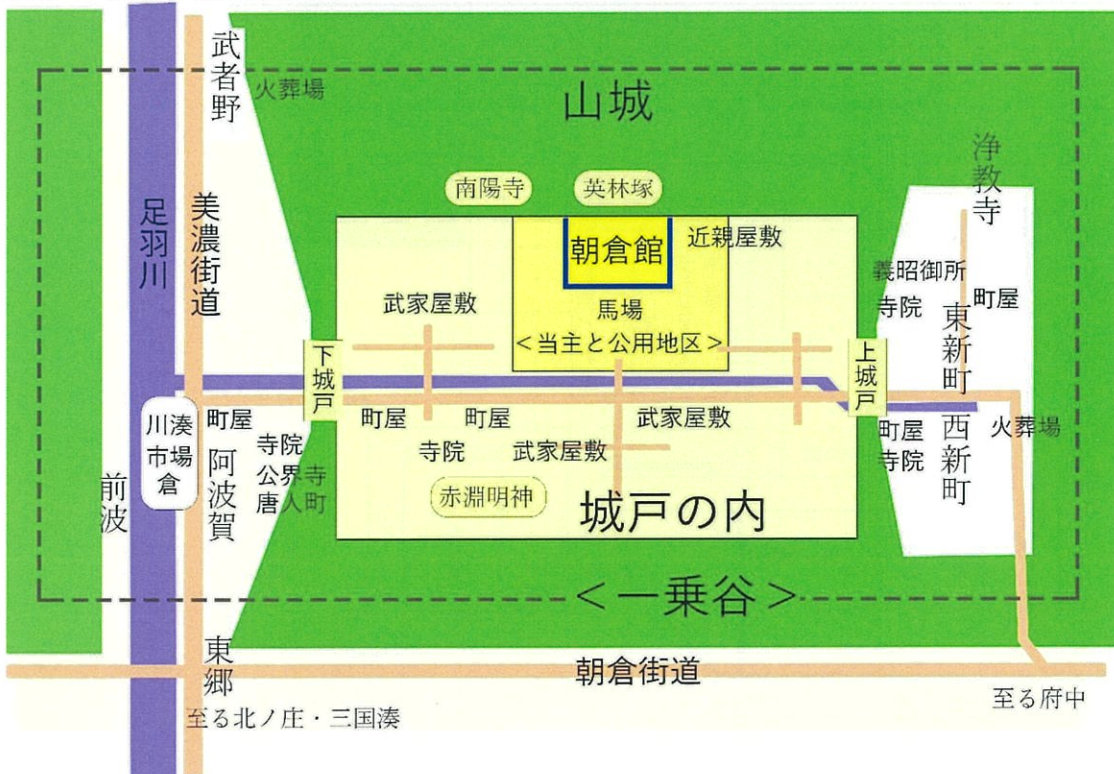 武者野
火葬場
山城
浄教寺
南陽寺
英林塚
足羽川
美濃街道
朝倉館
近親屋敷
義昭御所
寺院
町屋
武家屋敷
馬場
<当主と公用地区>
東新町
下城戸
上城戸
川湊
市場
倉
町屋
阿波賀
寺院
公界寺
唐人町
前波
町屋
町屋
寺院
武家屋敷
武家屋敷
赤淵明神
城戸の内
町屋
寺院
西新町
火葬場
<一乗谷>
東郷
朝倉街道
至る北ノ庄・三国湊
至る府中